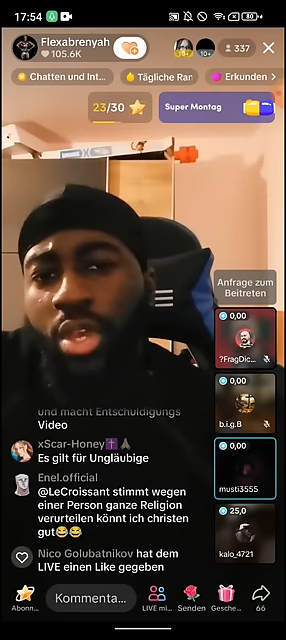 17:54
80
Flexabrenyah
105.6K
337
Chatten und Int...
Tägliche Ran
Erkunden
23/30
Super Montag
Anfrage zum
Beitreten
0,00
?FragDic...
0,00
b.i.g.B
0,00
musti3555
25,0
kalo_4721
und macht Entschuldigungs
Video
xScar-Honey
Es gilt für Ungläubige
Enel.official
@LeCroissant stimmt wegen
einer Person ganze Religion
verurteilen könnt ich christen
gut😂😂
Nico Golubatnikov hat dem
LIVE einen Like gegeben
Abonn...
Kommenta...
LIVE mi...
Senden
Gesche...
66